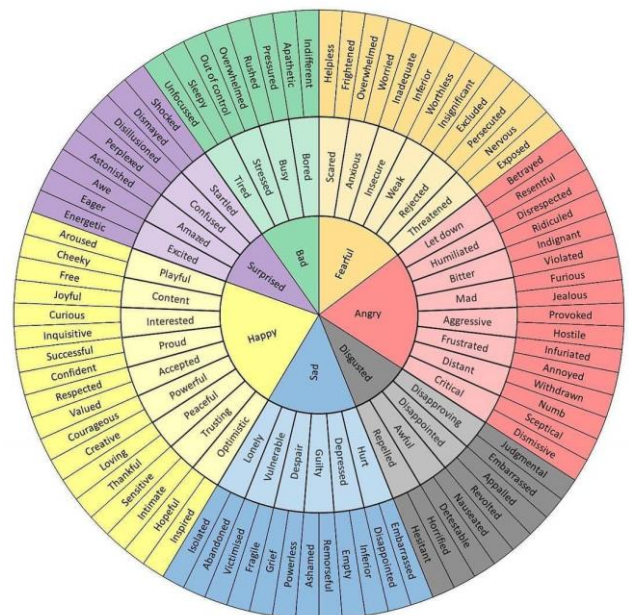 Bad
Fearful
Angry
Disgusted
Sad
Happy
Surprised
Bored
Busy
Stressed
Tired
Scared
Anxious
Insecure
Weak
Rejected
Threatened
Let down
Humiliated
Bitter
Mad
Aggressive
Frustrated
Distant
Critical
Disapproving
Disappointed
Awful
Repelled
Hurt
Depressed
Guilty
Despair
Vulnerable
Lonely
Optimistic
Trusting
Peaceful
Powerful
Accepted
Proud
Interested
Content
Playful
Excited
Amazed
Confused
Startled
Indifferent
Apathetic
Pressured
Rushed
Overwhelmed
Out of control
Sleepy
Unfocussed
Helpless
Frightened
Overwhelmed
Worried
Inadequate
Inferior
Worthless
Insignificant
Excluded
Persecuted
Nervous
Exposed
Betrayed
Resentful
Disrespected
Ridiculed
Indignant
Violated
Furious
Jealous
Provoked
Hostile
Infuriated
Annoyed
Withdrawn
Numb
Sceptical
Dismissive
Judgmental
Embarrassed
Appalled
Revolted
Nauseated
Detestable
Horrified
Hesitant
Embarrassed
Disappointed
Inferior
Empty
Remorseful
Ashamed
Powerless
Grief
Fragile
Victimised
Abandoned
Isolated
Inspired
Hopeful
Intimate
Sensitive
Thankful
Loving
Creative
Courageous
Valued
Respected
Confident
Successful
Inquisitive
Curious
Joyful
Free
Cheeky
Aroused
Energetic
Eager
Awe
Astonished
Perplexed
Disillusioned
Dismayed
Shocked